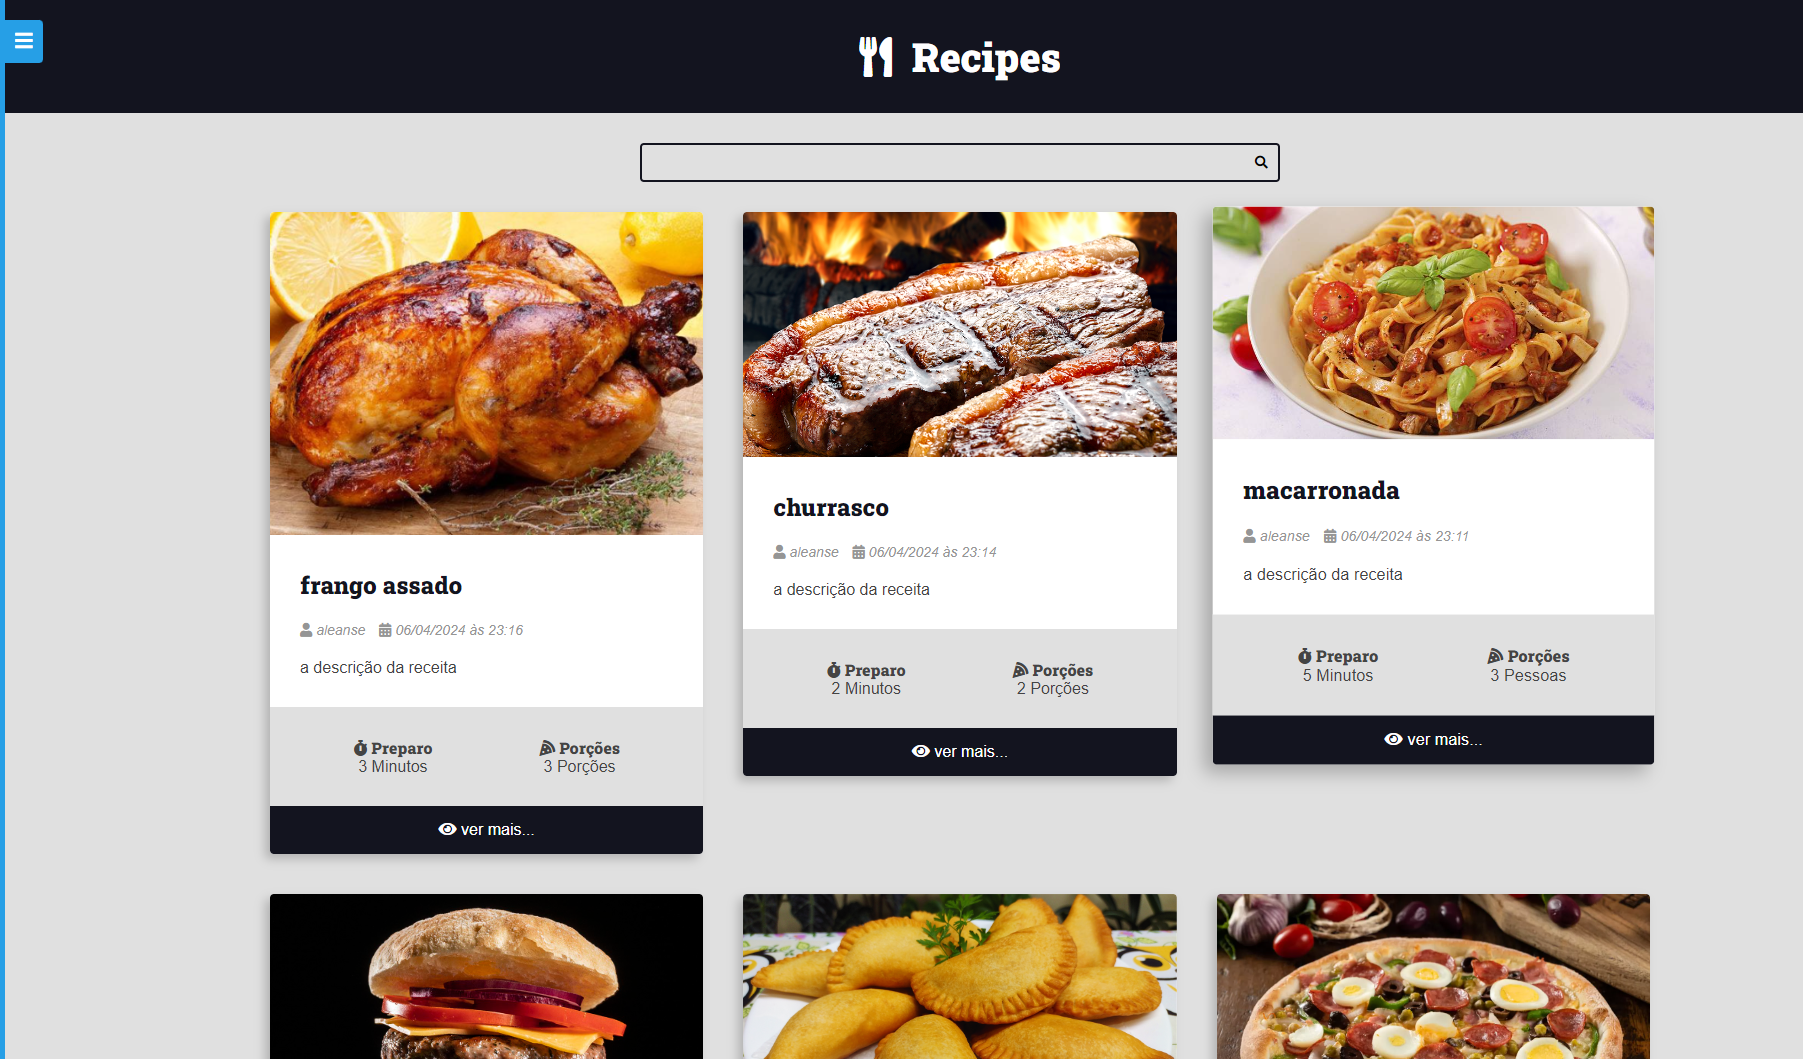 Recipes
frango assado
aleanse 06/04/2024 às 23:16
a descrição da receita
Preparo
3 Minutos
Porções
3 Porções
ver mais...
churrasco
aleanse 06/04/2024 às 23:14
a descrição da receita
Preparo
2 Minutos
Porções
2 Porções
ver mais...
macarronada
aleanse 06/04/2024 às 23:11
a descrição da receita
Preparo
5 Minutos
Porções
3 Pessoas
ver mais...